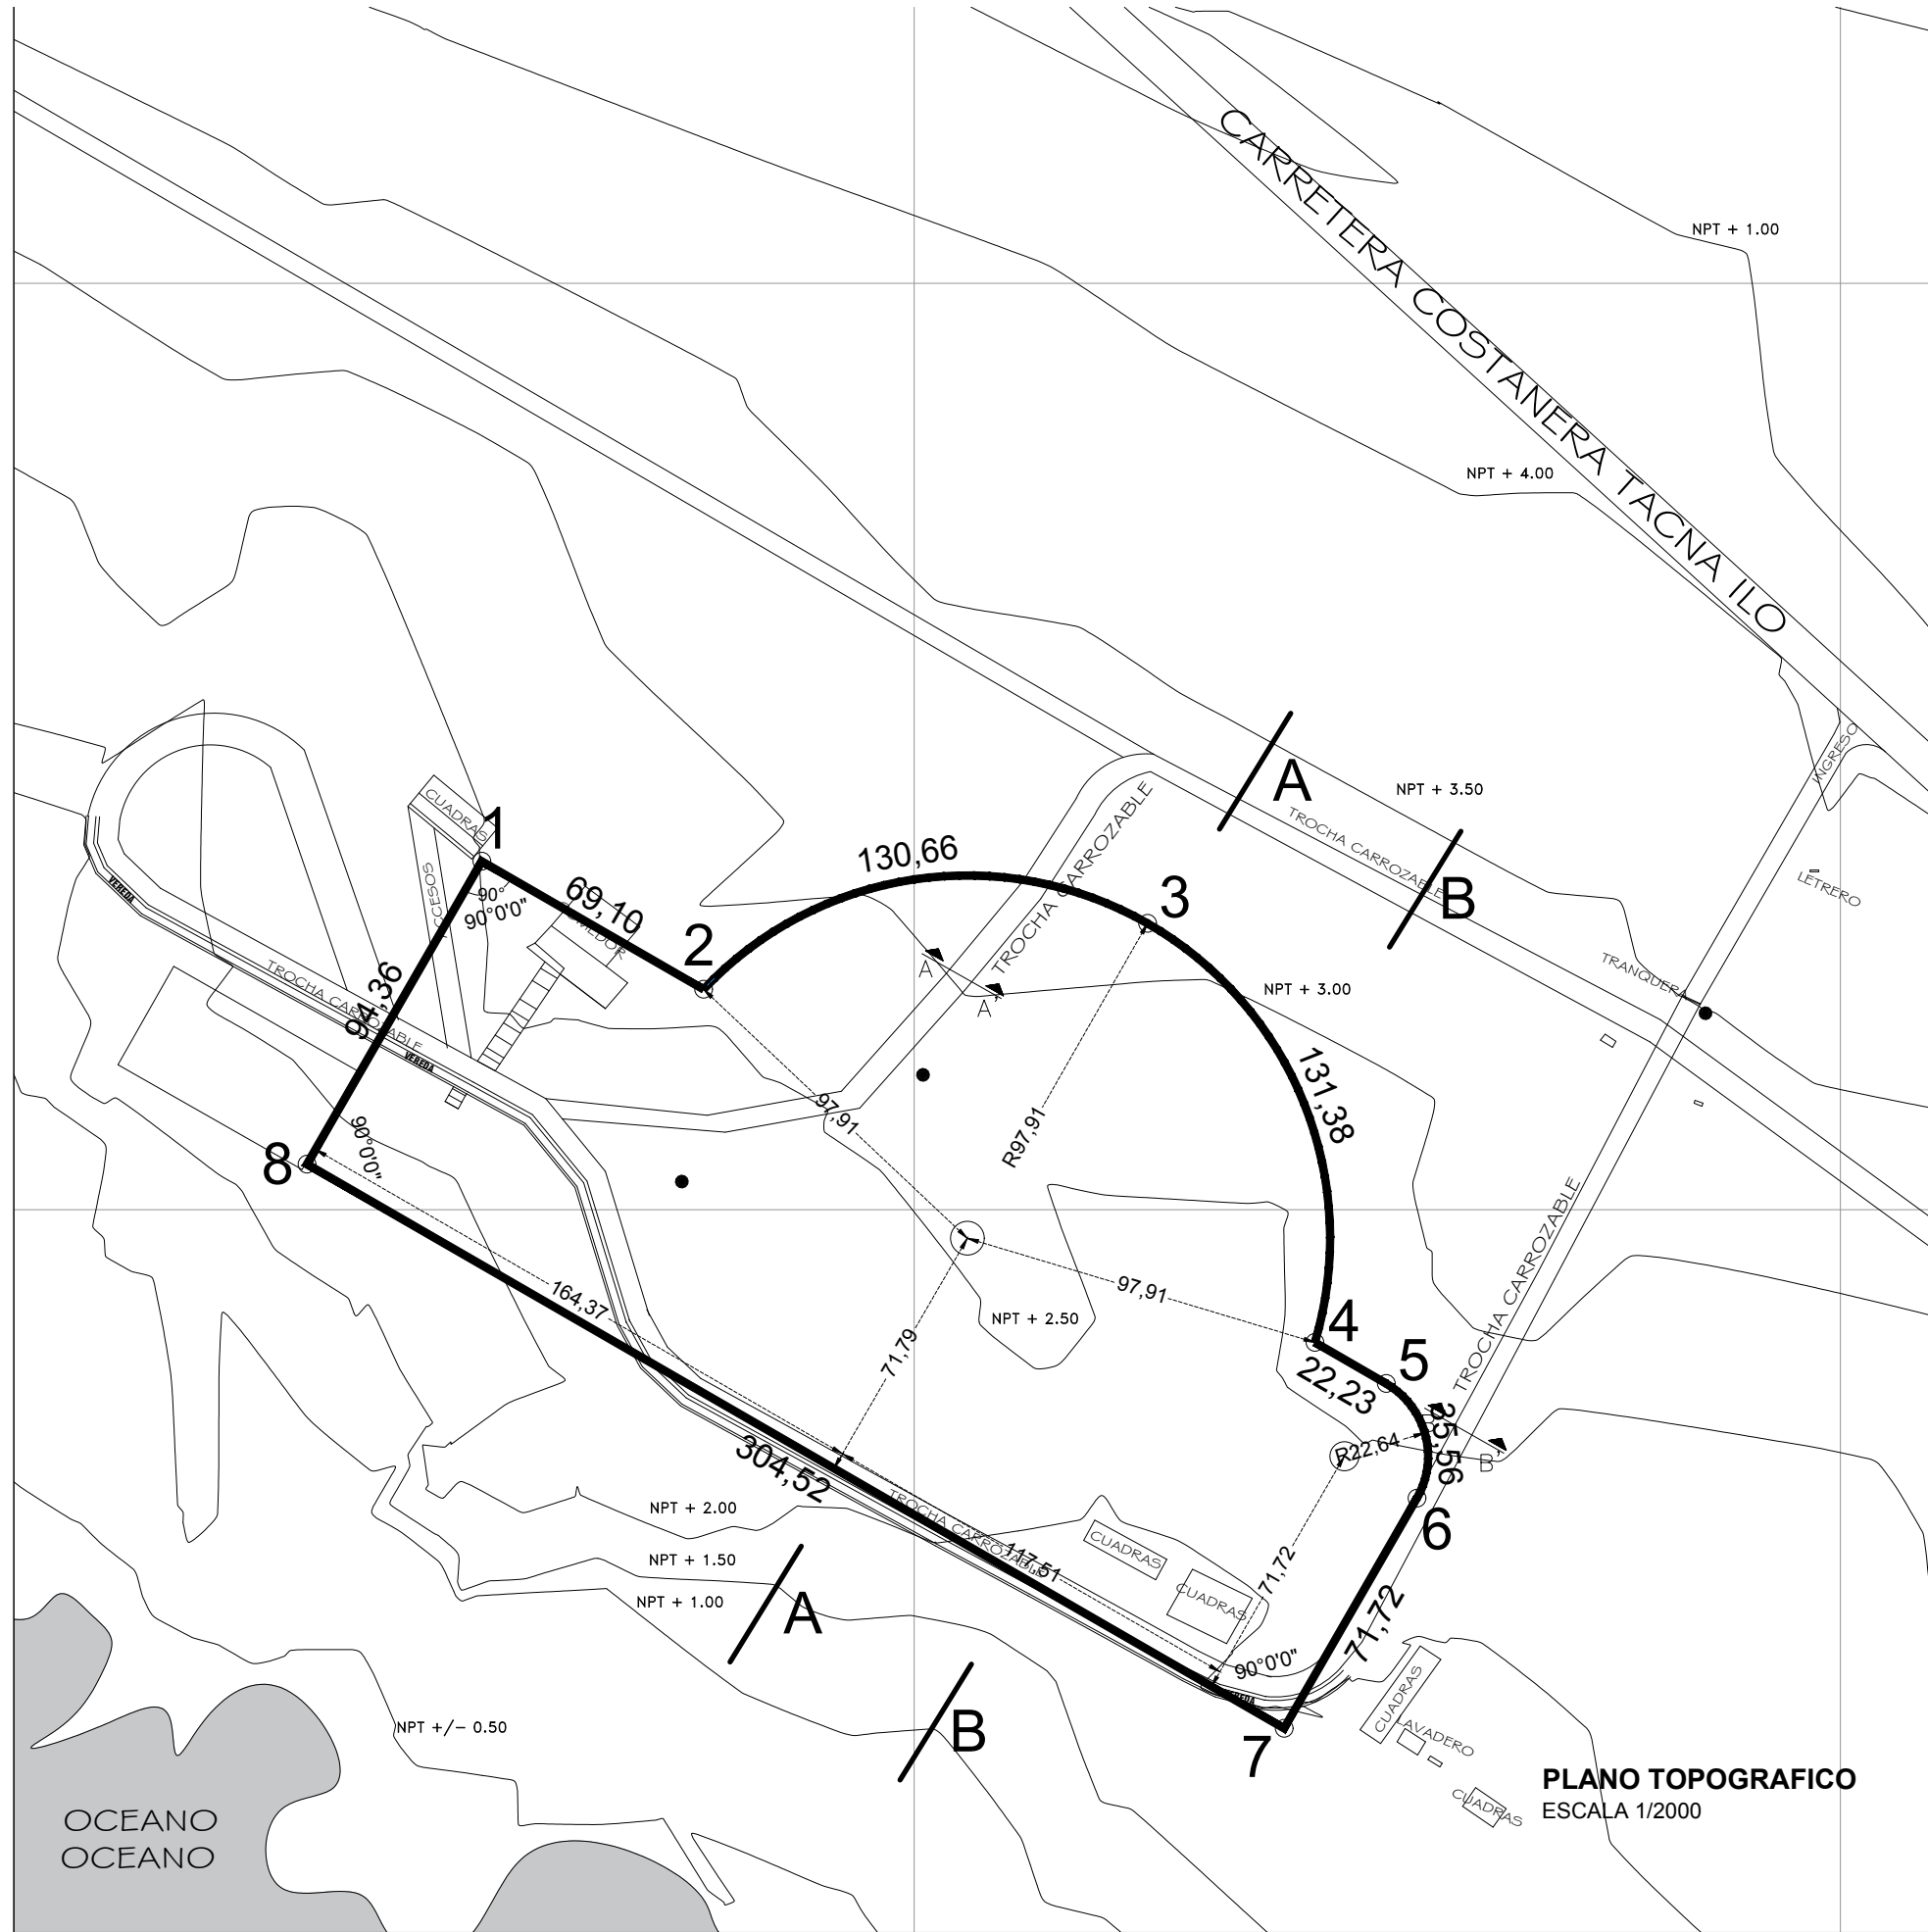 CARRETERA COSTANERA TACNA ILO
NPT + 1.00
NPT + 4.00
INGRESO
A
NPT + 3.50
TROCHA CARROZABLE
B
LETRERO
CUADRAS
1
TROCHA CARROZABLE
130,66
3
VEREDA
ACCESOS
90°
90°0'0"
69,10
COMEDOR
2
A
A'
TROCHA CARROZABLE
94,36
VEREDA
NPT + 3.00
TRANQUERA
8
90°0'0"
97,91
R97,91
131,38
TROCHA CARROZABLE
164,37
71,79
97,91
NPT + 2.50
4
5
22,23
35,56
R22,64
B'
304,52
TROCHA CARROZABLE
NPT + 2.00
6
CUADRAS
117,51
CUADRAS
71,72
71,72
NPT + 1.50
NPT + 1.00
A
90°0'0"
VEREDA
7
CUADRAS
LAVADERO
B
NPT +/- 0.50
CUADRAS
PLANO TOPOGRAFICO
ESCALA 1/2000
OCEANO
OCEANO